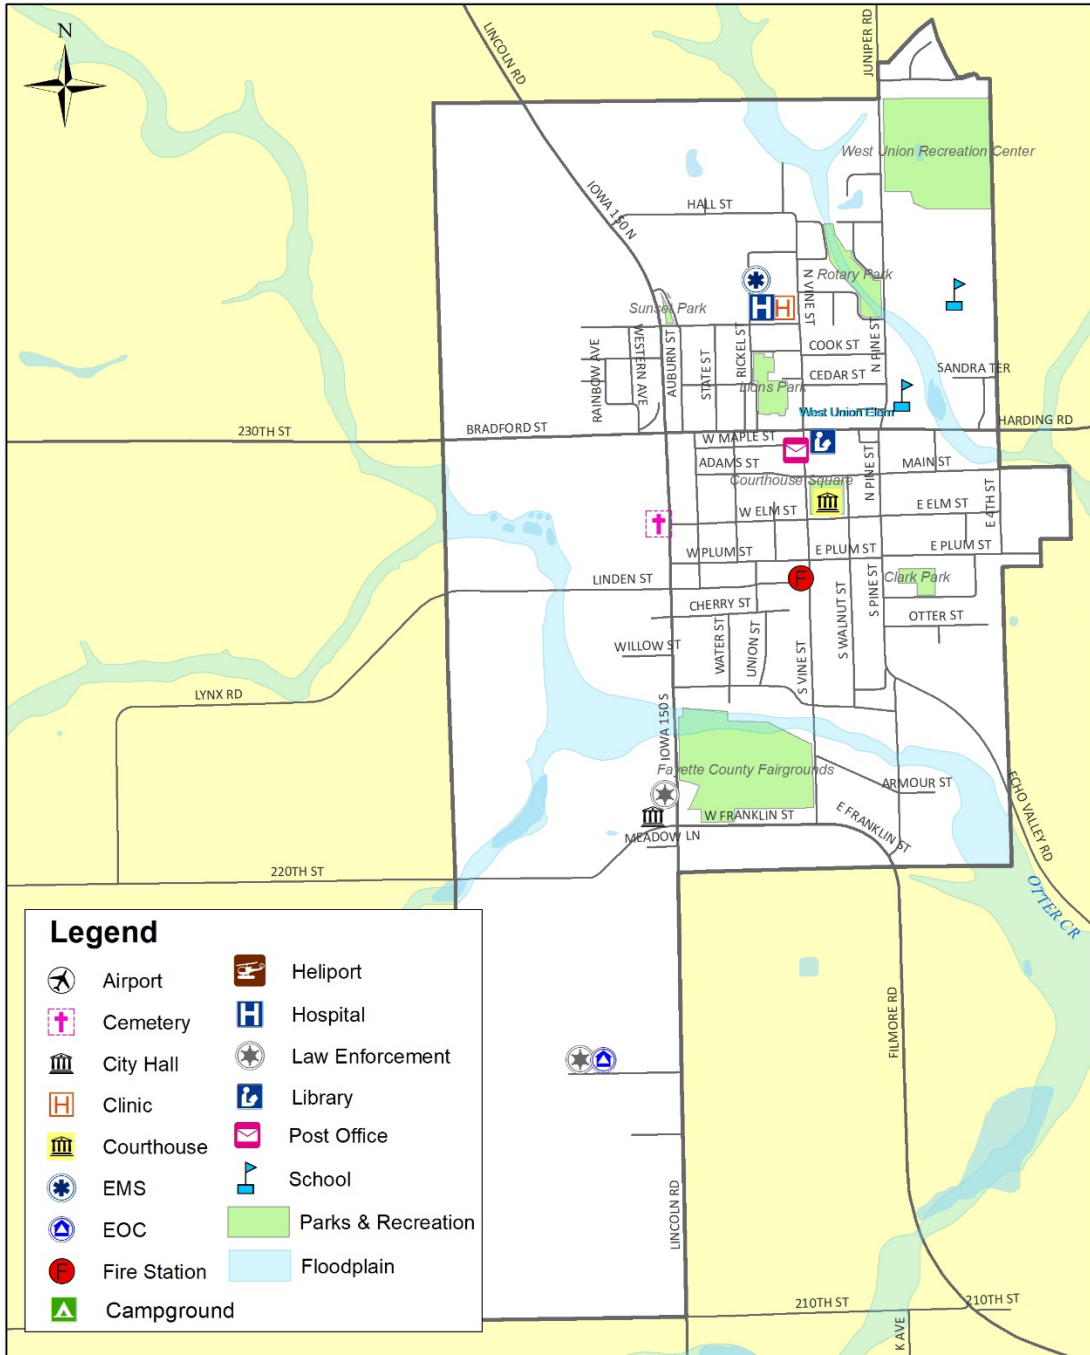 N
LINCOLN RD
JUNIPER RD
West Union Recreation Center
IOWA 150 N
HALL ST
Rotary Park
N VINE ST
Sunset Park
H
H
N PINE ST
COOK ST
RAINBOW AVE
WESTERN AVE
AUBURN ST
STATE ST
RICKEL ST
CEDAR ST
SANDRA TER
Lions Park
West Union Elem
HARDING RD
230TH ST
BRADFORD ST
W MAPLE ST
ADAMS ST
MAIN ST
N PINE ST
Courthouse Square
E 4TH ST
W ELM ST
E ELM ST
W PLUM ST
E PLUM ST
E PLUM ST
LINDEN ST
F
Clark Park
CHERRY ST
S PINE ST
OTTER ST
S WALNUT ST
WATER ST
UNION ST
WILLOW ST
S VINE ST
LYNX RD
IOWA 150 S
Fayette County Fairgrounds
ARMOUR ST
W FRANKLIN ST
E FRANKLIN ST
MEADOW LN
ECHO VALLEY RD
220TH ST
OTTER CR
FILMORE RD
LINCOLN RD
210TH ST
210TH ST
K AVE
Legend
Airport
Cemetery
City Hall
H Clinic
Courthouse
EMS
EOC
F Fire Station
Campground
Heliport
H Hospital
Law Enforcement
Library
Post Office
School
Parks & Recreation
Floodplain